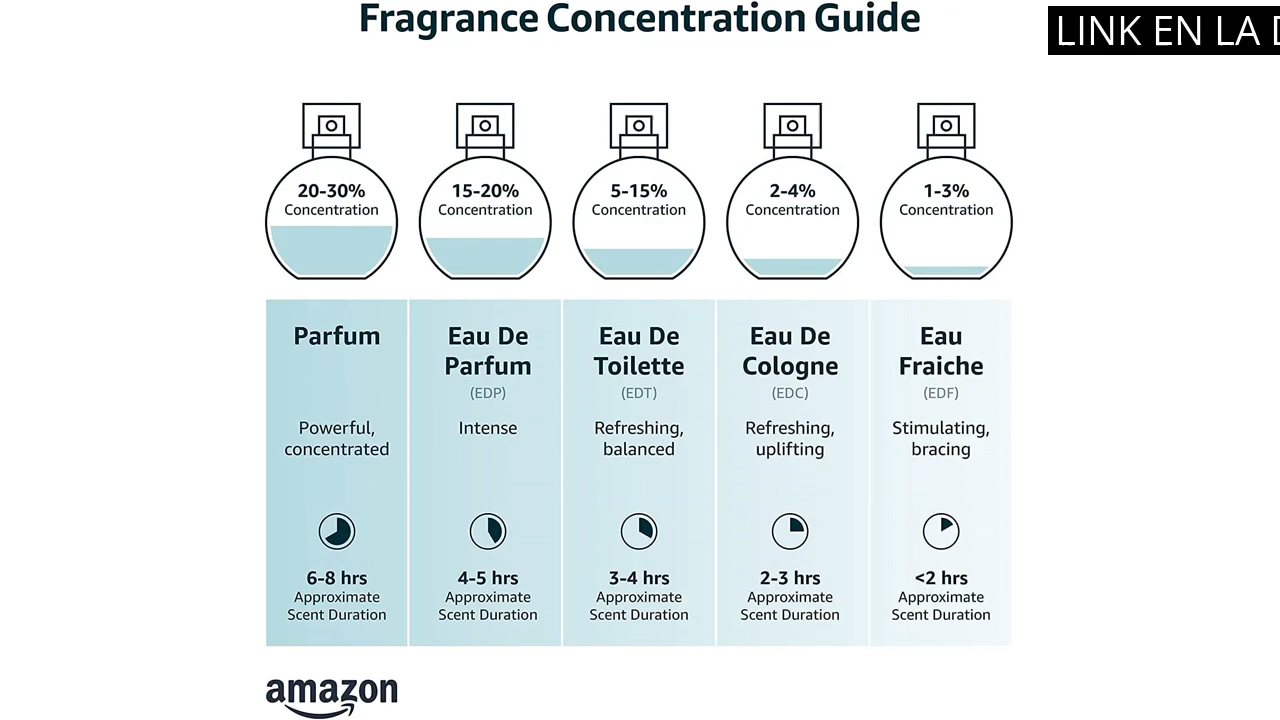 Fragrance Concentration Guide
LINK EN LA
20-30%
Concentration
15-20%
Concentration
5-15%
Concentration
2-4%
Concentration
1-3%
Concentration
Parfum
Powerful,
concentrated
6-8 hrs
Approximate
Scent Duration
Eau De
Parfum
(EDP)
Intense
4-5 hrs
Approximate
Scent Duration
Eau De
Toilette
(EDT)
Refreshing,
balanced
3-4 hrs
Approximate
Scent Duration
Eau De
Cologne
(EDC)
Refreshing,
uplifting
2-3 hrs
Approximate
Scent Duration
Eau
Fraiche
(EDF)
Stimulating,
bracing
<2 hrs
Approximate
Scent Duration
amazon